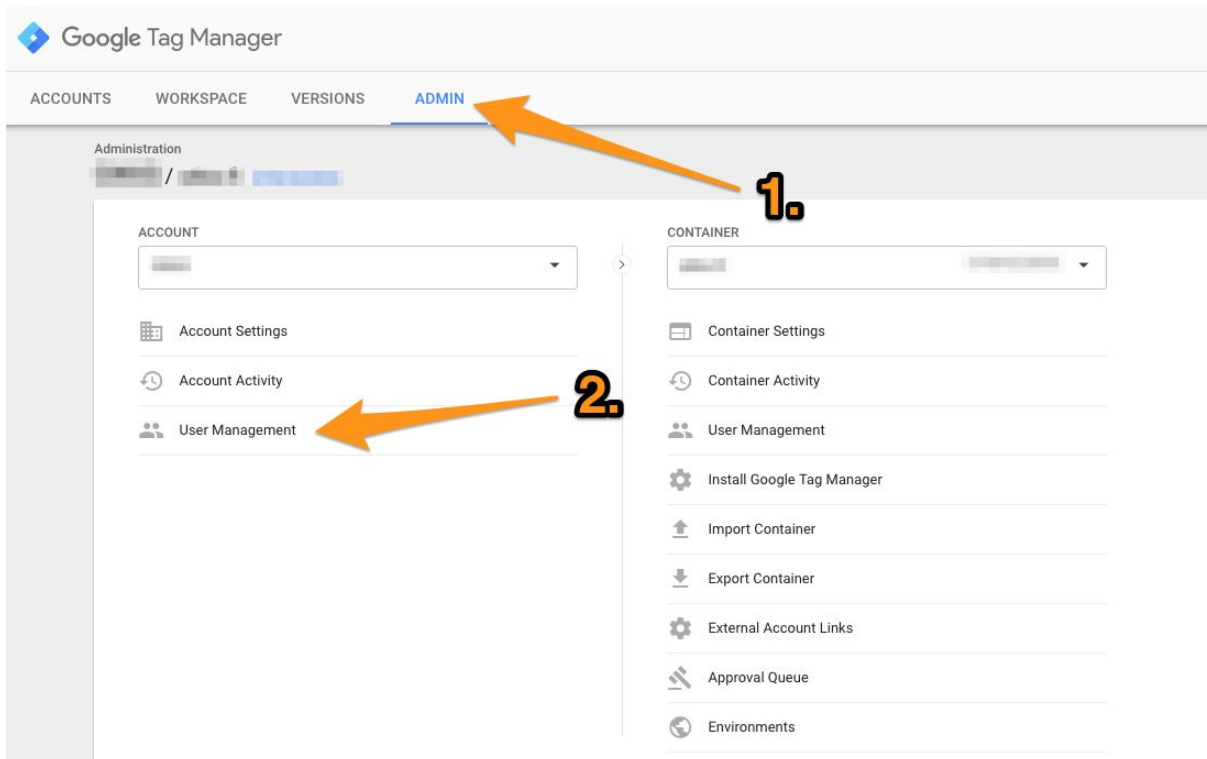 Google Tag Manager
ACCOUNTS WORKSPACE VERSIONS ADMIN
Administration
/
1.
ACCOUNT
Account Settings
Account Activity
User Management
2.
CONTAINER
Container Settings
Container Activity
User Management
Install Google Tag Manager
Import Container
Export Container
External Account Links
Approval Queue
Environments